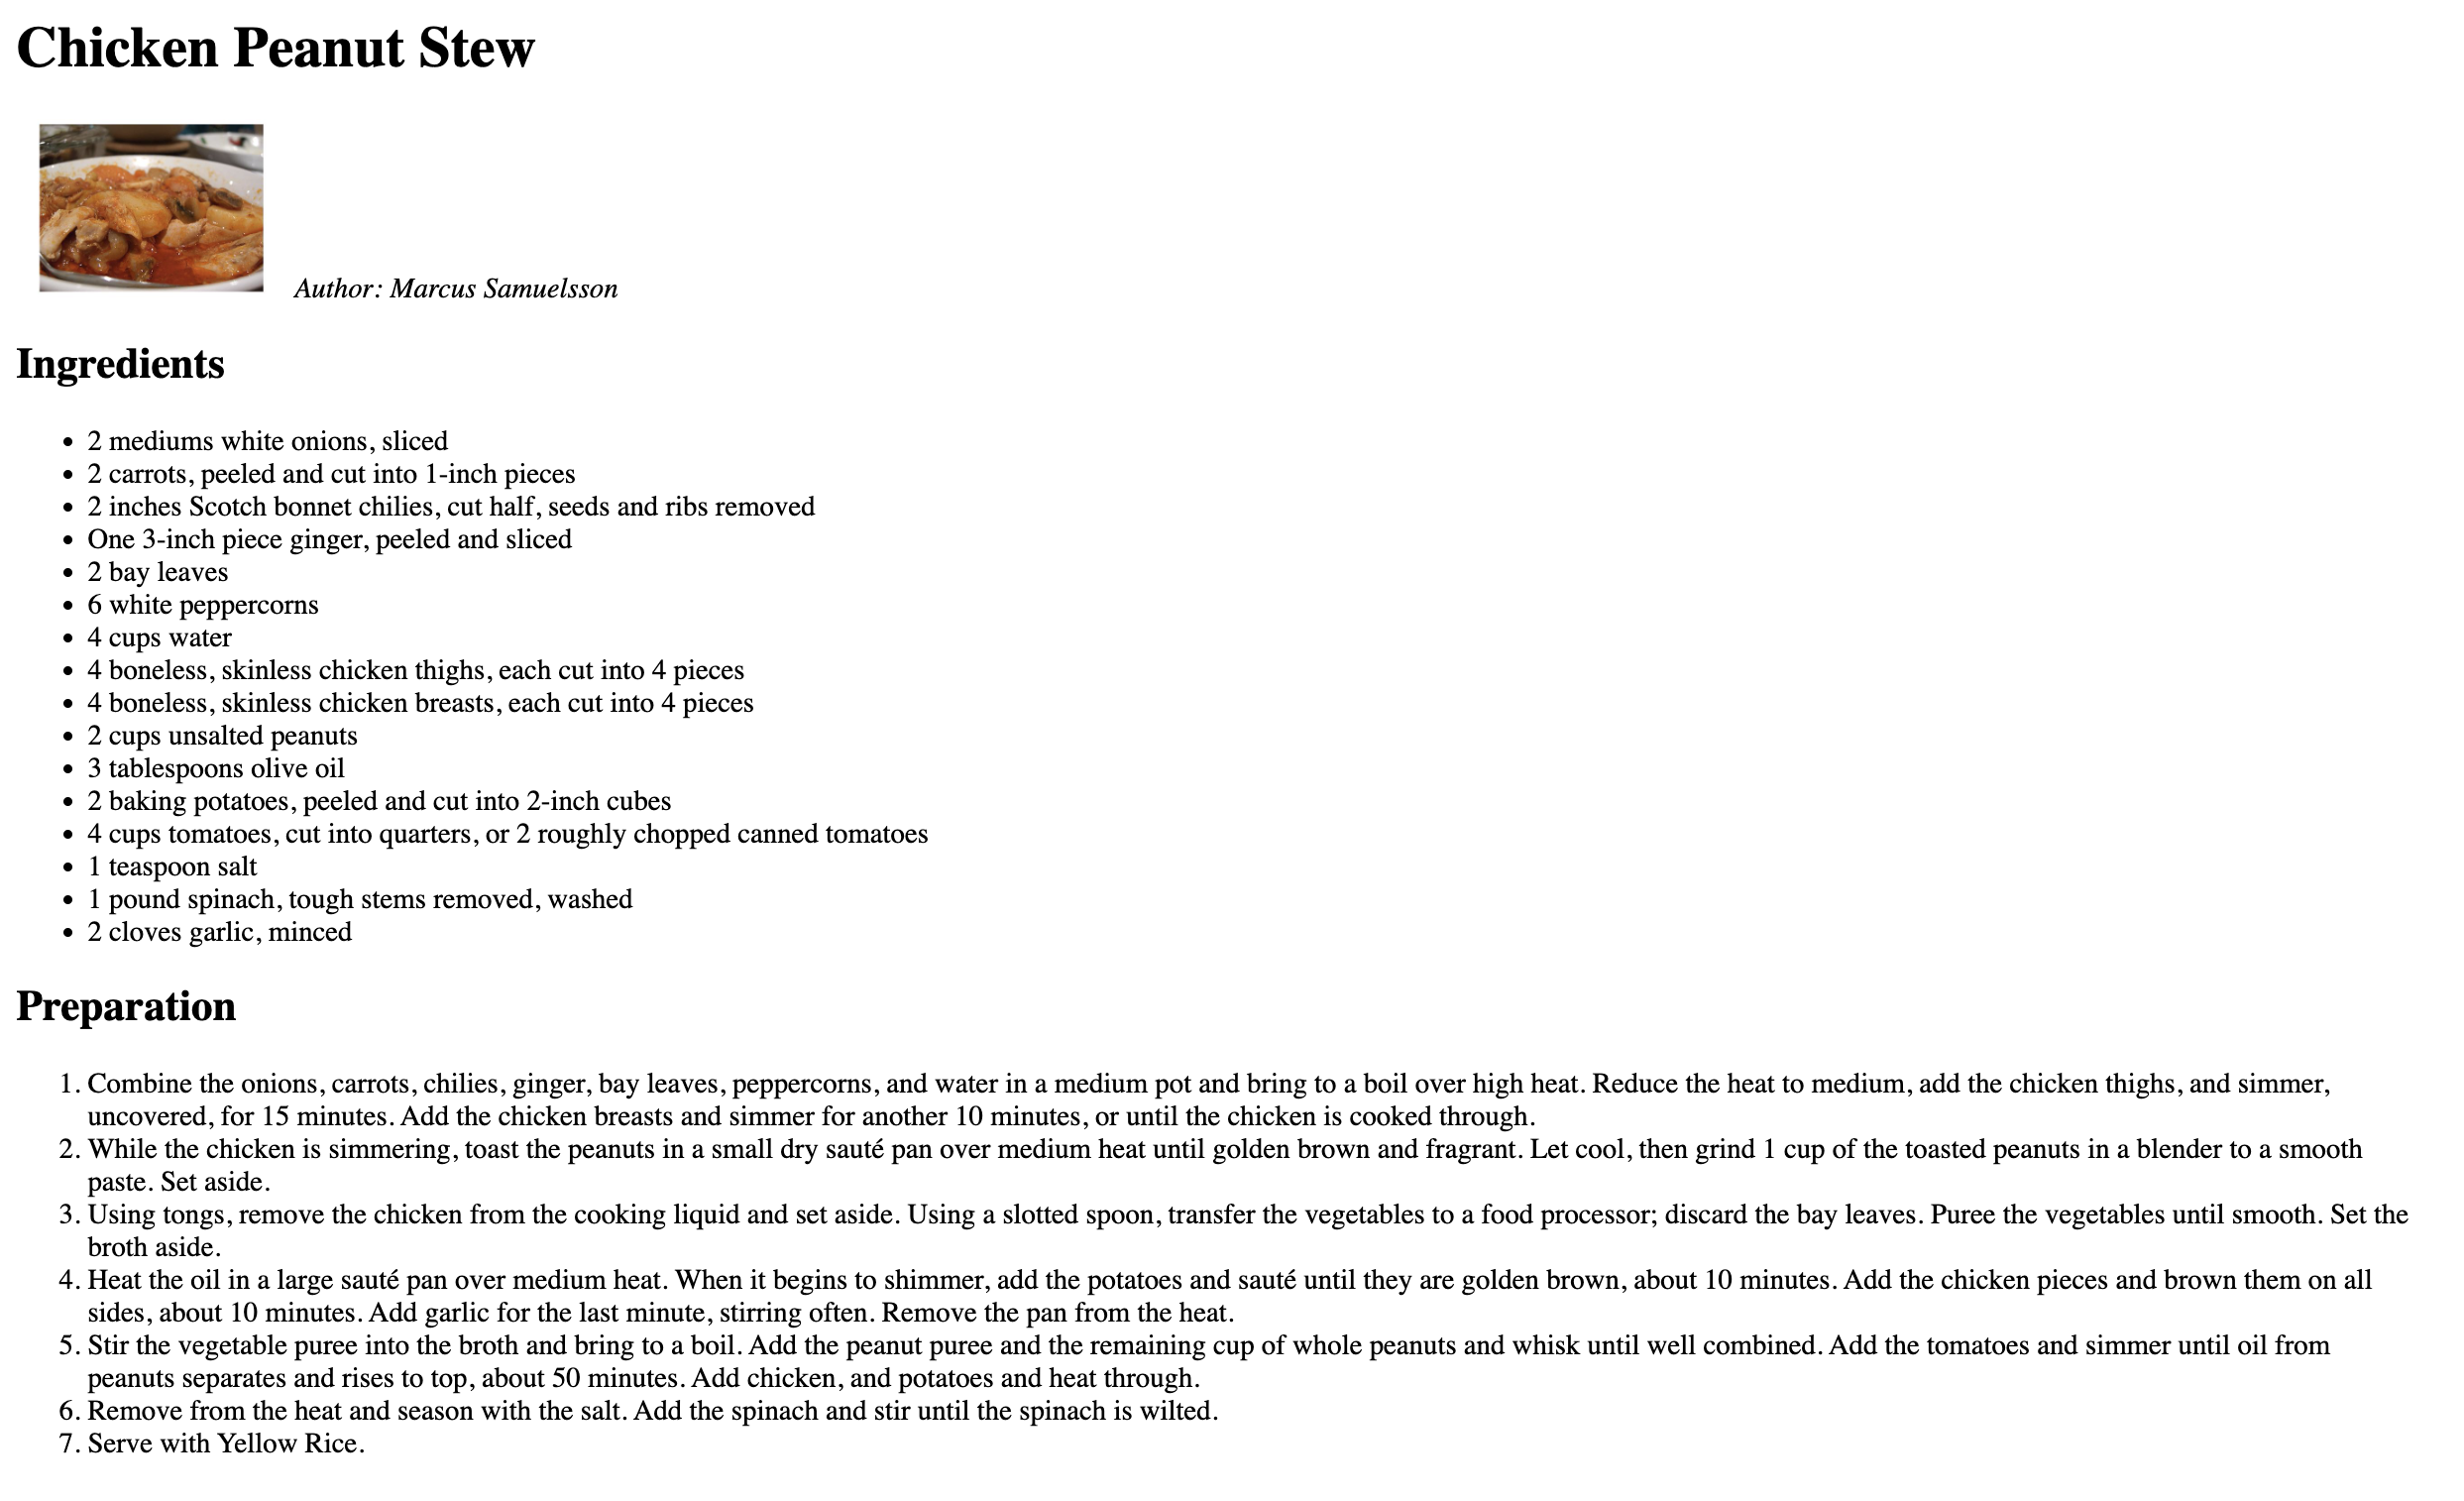 Chicken Peanut Stew
Author: Marcus Samuelsson
Ingredients
• 2 mediums white onions, sliced
• 2 carrots, peeled and cut into 1-inch pieces
• 2 inches Scotch bonnet chilies, cut half, seeds and ribs removed
• One 3-inch piece ginger, peeled and sliced
• 2 bay leaves
• 6 white peppercorns
• 4 cups water
• 4 boneless, skinless chicken thighs, each cut into 4 pieces
• 4 boneless, skinless chicken breasts, each cut into 4 pieces
• 2 cups unsalted peanuts
• 3 tablespoons olive oil
• 2 baking potatoes, peeled and cut into 2-inch cubes
• 4 cups tomatoes, cut into quarters, or 2 roughly chopped canned tomatoes
• 1 teaspoon salt
• 1 pound spinach, tough stems removed, washed
• 2 cloves garlic, minced
Preparation
1. Combine the onions, carrots, chilies, ginger, bay leaves, peppercorns, and water in a medium pot and bring to a boil over high heat. Reduce the heat to medium, add the chicken thighs, and simmer,
uncovered, for 15 minutes. Add the chicken breasts and simmer for another 10 minutes, or until the chicken is cooked through.
2. While the chicken is simmering, toast the peanuts in a small dry sauté pan over medium heat until golden brown and fragrant. Let cool, then grind 1 cup of the toasted peanuts in a blender to a smooth
paste. Set aside.
3. Using tongs, remove the chicken from the cooking liquid and set aside. Using a slotted spoon, transfer the vegetables to a food processor; discard the bay leaves. Puree the vegetables until smooth. Set the
broth aside.
4. Heat the oil in a large sauté pan over medium heat. When it begins to shimmer, add the potatoes and sauté until they are golden brown, about 10 minutes. Add the chicken pieces and brown them on all
sides, about 10 minutes. Add garlic for the last minute, stirring often. Remove the pan from the heat.
5. Stir the vegetable puree into the broth and bring to a boil. Add the peanut puree and the remaining cup of whole peanuts and whisk until well combined. Add the tomatoes and simmer until oil from
peanuts separates and rises to top, about 50 minutes. Add chicken, and potatoes and heat through.
6. Remove from the heat and season with the salt. Add the spinach and stir until the spinach is wilted.
7. Serve with Yellow Rice.